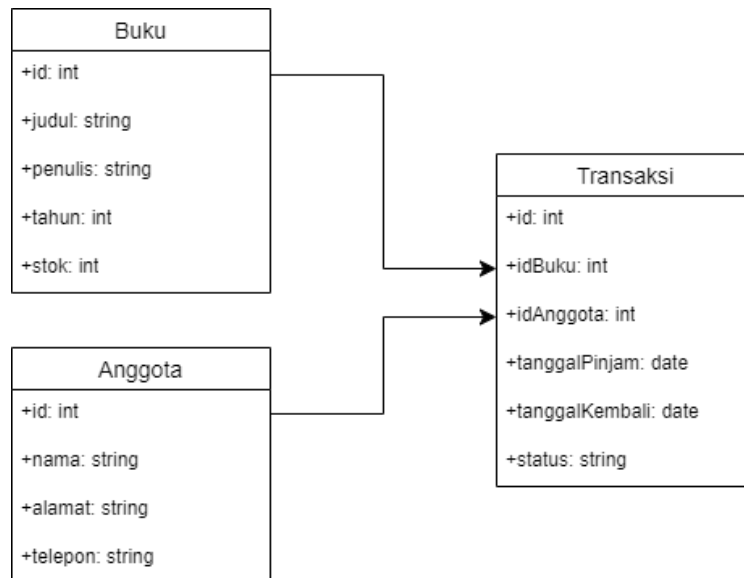 Buku
+id: int
+judul: string
+penulis: string
+tahun: int
+stok: int
Anggota
+id: int
+nama: string
+alamat: string
+telepon: string
Transaksi
+id: int
+idBuku: int
+idAnggota: int
+tanggalPinjam: date
+tanggalKembali: date
+status: string